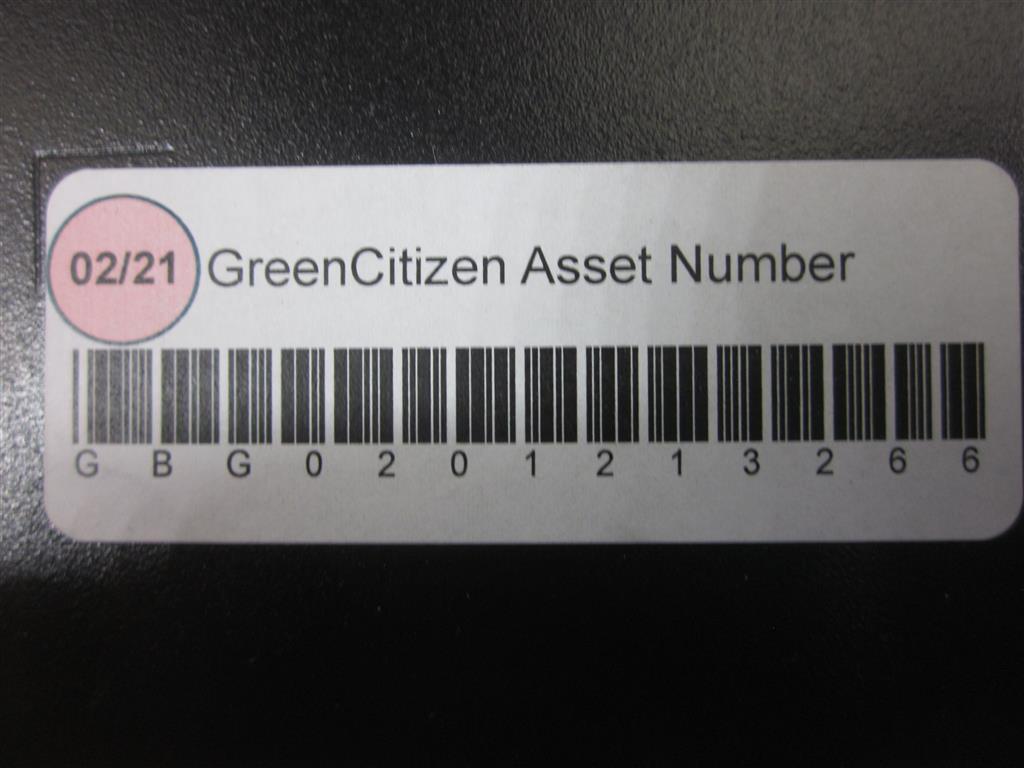 02/21 GreenCitizen Asset Number
G B G 0 2 0 1 2 1 3 2 6 6